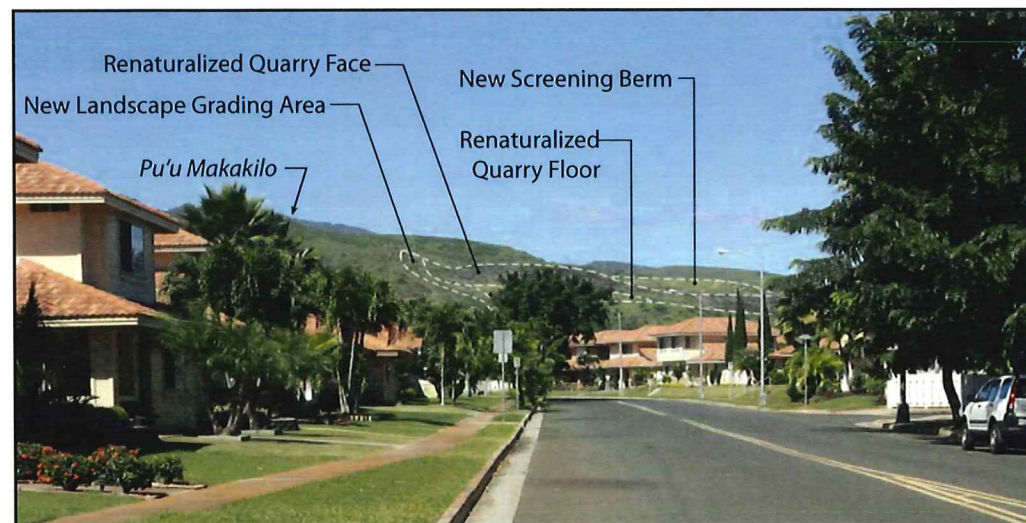 Renaturalized Quarry Face
New Landscape Grading Area
Pu'u Makakilo
New Screening Berm
Renaturalized
Quarry Floor